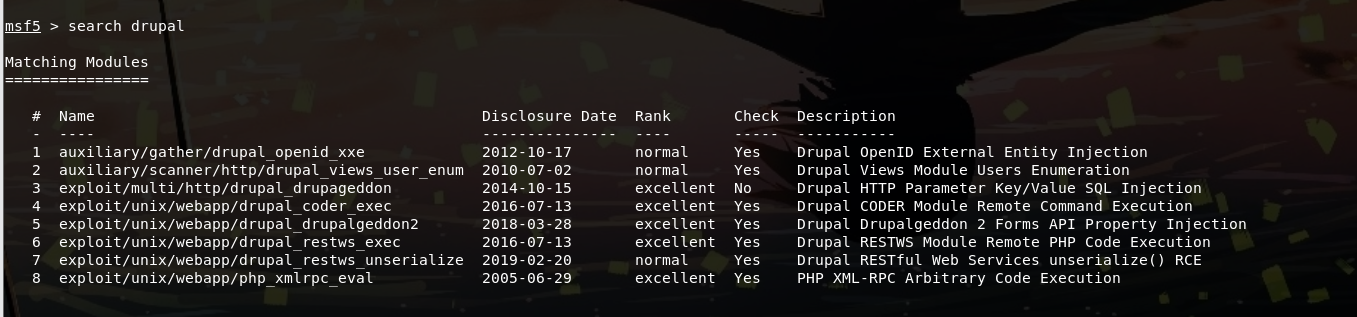 msf5 > search drupal
Matching Modules
================
# Name Disclosure Date Rank Check Description
- ---- --------------- ---- ----- -----------
1 auxiliary/gather/drupal_openid_xxe 2012-10-17 normal Yes Drupal OpenID External Entity Injection
2 auxiliary/scanner/http/drupal_views_user_enum 2010-07-02 normal Yes Drupal Views Module Users Enumeration
3 exploit/multi/http/drupal_drupageddon 2014-10-15 excellent No Drupal HTTP Parameter Key/Value SQL Injection
4 exploit/unix/webapp/drupal_coder_exec 2016-07-13 excellent Yes Drupal CODER Module Remote Command Execution
5 exploit/unix/webapp/drupal_drupalgeddon2 2018-03-28 excellent Yes Drupal Drupalgeddon 2 Forms API Property Injection
6 exploit/unix/webapp/drupal_restws_exec 2016-07-13 excellent Yes Drupal RESTWS Module Remote PHP Code Execution
7 exploit/unix/webapp/drupal_restws_unserialize 2019-02-20 normal Yes Drupal RESTful Web Services unserialize() RCE
8 exploit/unix/webapp/php_xmlrpc_eval 2005-06-29 excellent Yes PHP XML-RPC Arbitrary Code Execution